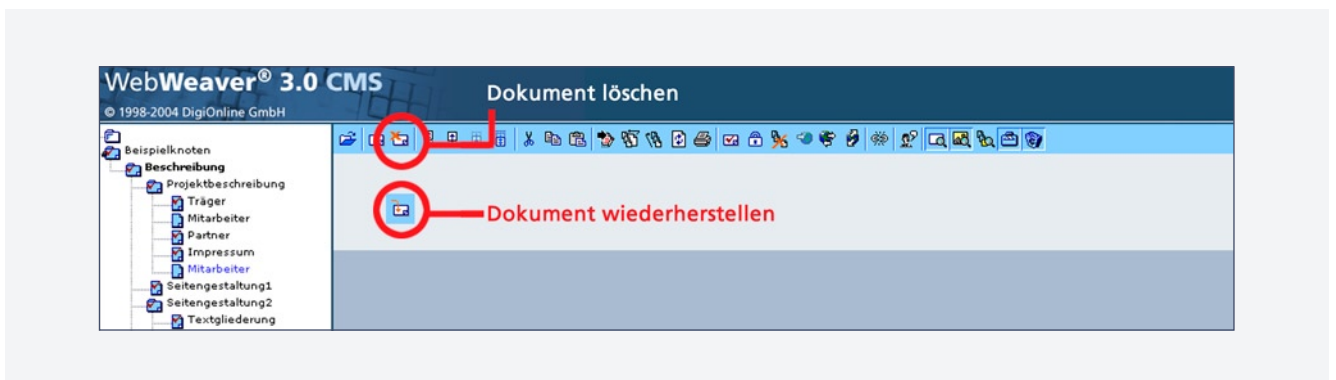 WebWeaver® 3.0 CMS
© 1998-2004 DigiOnline GmbH
Dokument löschen
Beispielknoten
Beschreibung
Projektbeschreibung
Träger
Mitarbeiter
Partner
Impressum
Mitarbeiter
Seitengestaltung1
Seitengestaltung2
Textgliederung
Dokument wiederherstellen